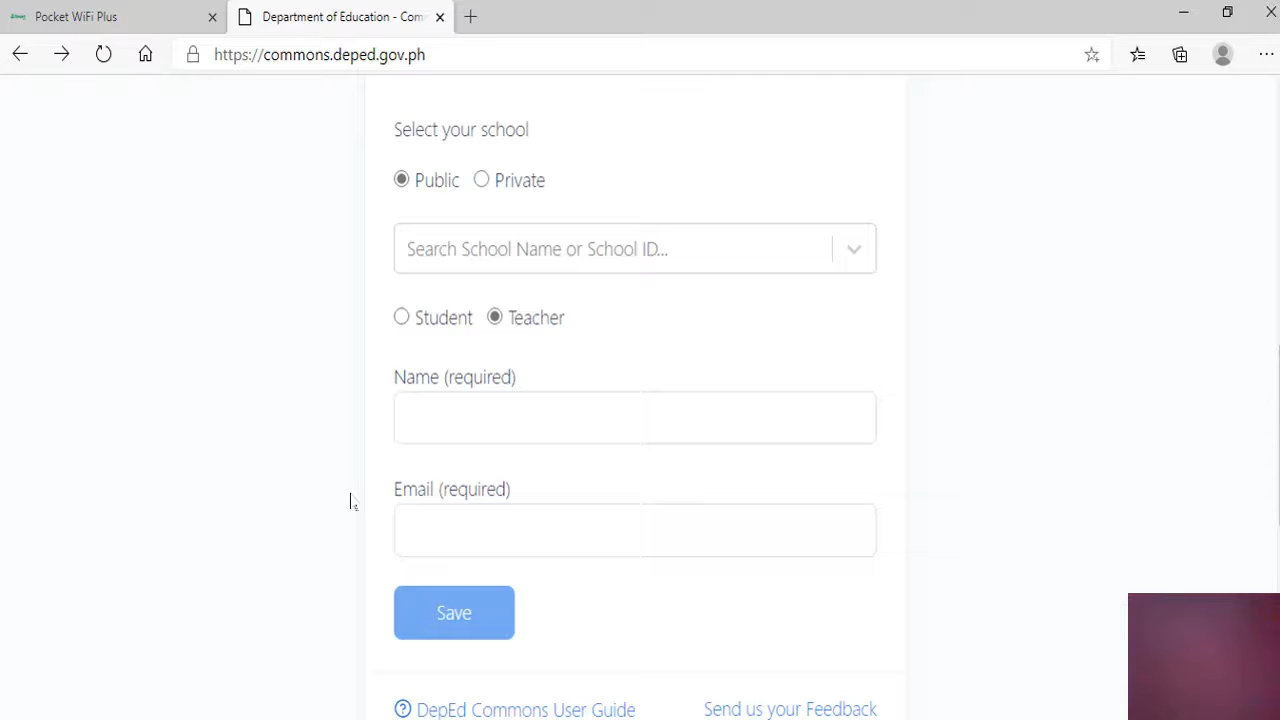 Pocket WiFi Plus
Department of Education - Com
https://commons.deped.gov.ph
Select your school
Public Private
Search School Name or School ID...
Student Teacher
Name (required)
Email (required)
Save
DepEd Commons User Guide Send us your Feedback